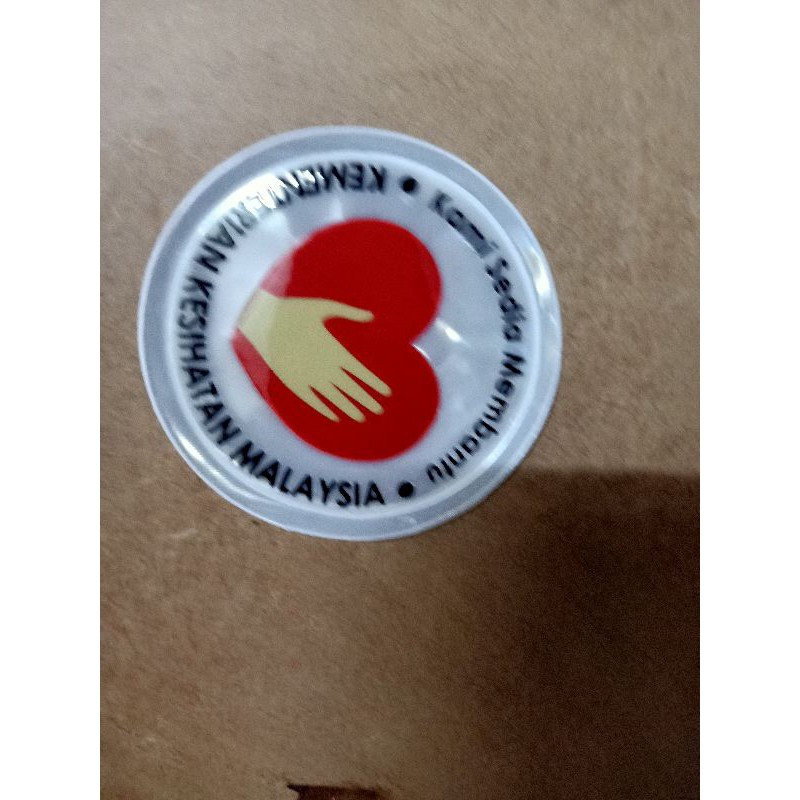 Kami Sedia Membantu
KEMENTERIAN KESIHATAN MALAYSIA